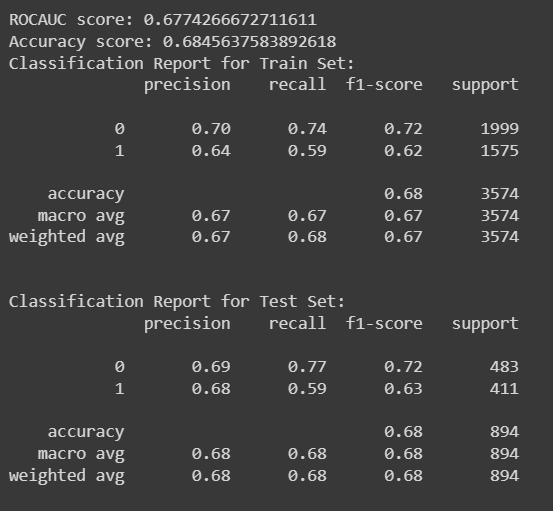 ROCAUC score: 0.6774266672711611
Accuracy score: 0.6845637583892618
Classification Report for Train Set:
              precision    recall  f1-score   support

           0       0.70      0.74      0.72      1999
           1       0.64      0.59      0.62      1575

    accuracy                           0.68      3574
   macro avg       0.67      0.67      0.67      3574
weighted avg       0.67      0.68      0.67      3574


Classification Report for Test Set:
              precision    recall  f1-score   support

           0       0.69      0.77      0.72       483
           1       0.68      0.59      0.63       411

    accuracy                           0.68       894
   macro avg       0.68      0.68      0.68       894
weighted avg       0.68      0.68      0.68       894